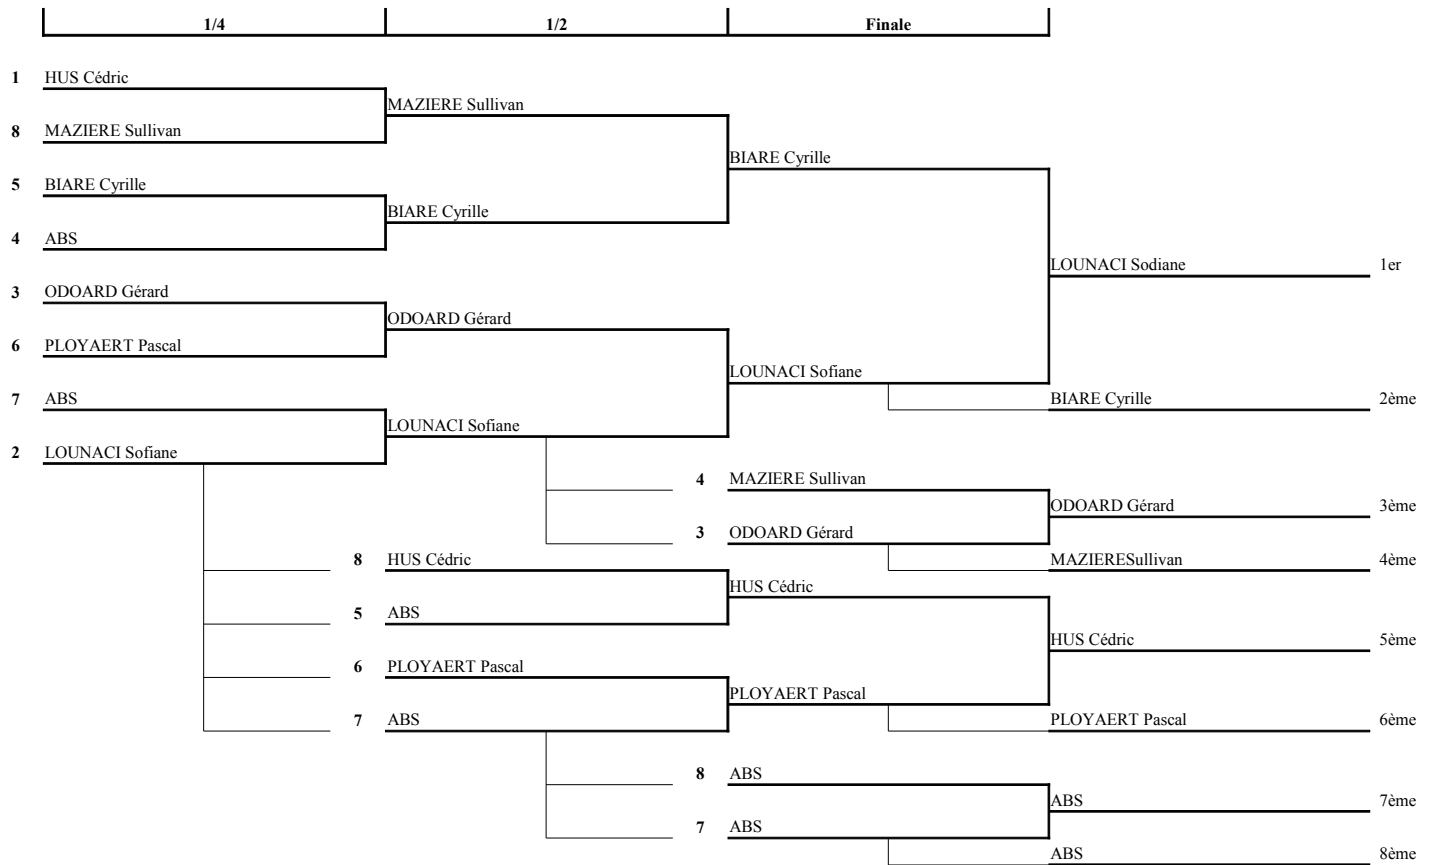 1/4 1/2 Finale
1 HUS Cédric
MAZIERE Sullivan
8 MAZIERE Sullivan
BIARE Cyrille
5 BIARE Cyrille
BIARE Cyrille
4 ABS
LOUNACI Sodiane 1er
3 ODOARD Gérard
ODOARD Gérard
6 PLOYAERT Pascal
LOUNACI Sofiane
7 ABS
BIARE Cyrille 2ème
LOUNACI Sofiane
2 LOUNACI Sofiane
4 MAZIERE Sullivan
ODOARD Gérard 3ème
3 ODOARD Gérard
8 HUS Cédric
MAZIERESullivan 4ème
HUS Cédric
5 ABS
HUS Cédric 5ème
6 PLOYAERT Pascal
PLOYAERT Pascal
7 ABS
PLOYAERT Pascal 6ème
8 ABS
ABS 7ème
7 ABS
ABS 8ème